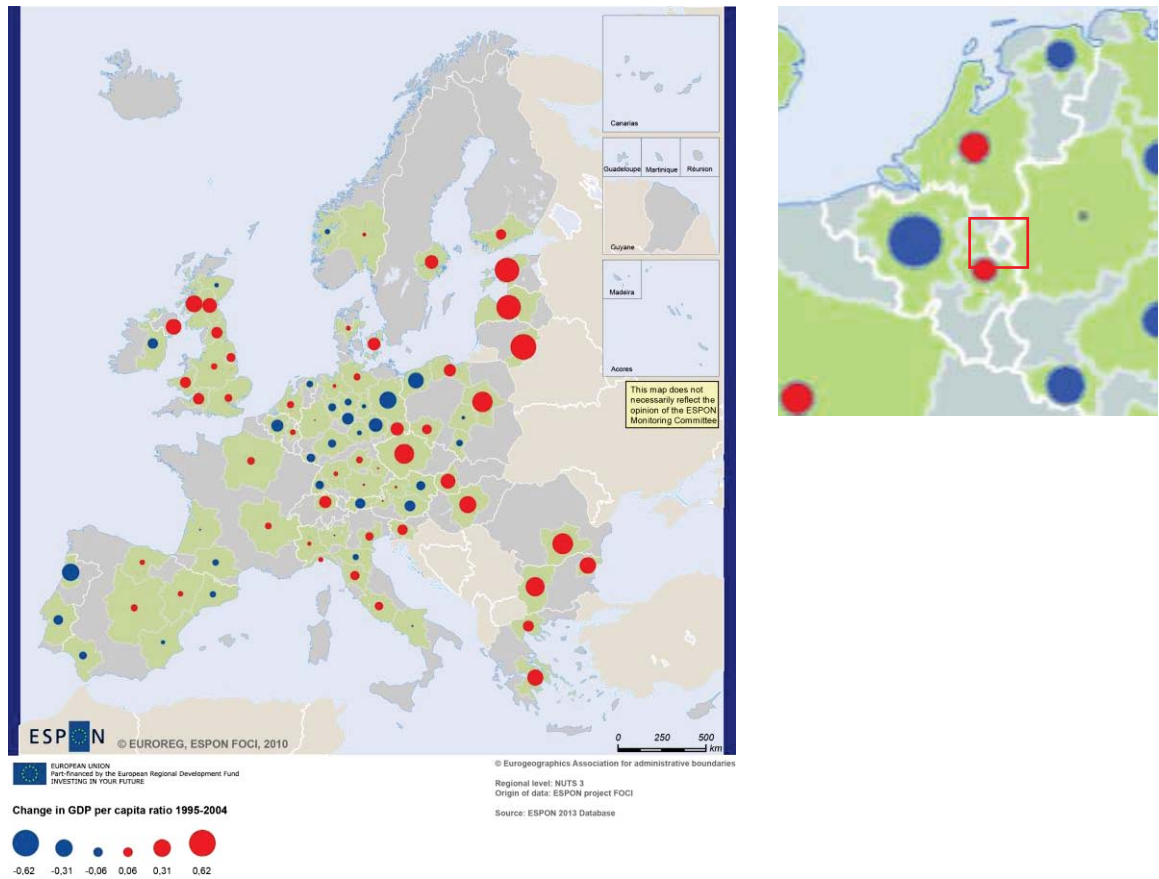 Canarias
Guadeloupe Martinique Réunion
Guyane
Madeira
Acores
This map does not
necessarily reflect the
opinion of the ESPON
Monitoring Committee
ESPON © EUROREG, ESPON FOCI, 2010
0 250 500
km
EUROPEAN UNION
Part-financed by the European Regional Development Fund
INVESTING IN YOUR FUTURE
© Eurogeographics Association for administrative boundaries
Regional level: NUTS 3
Origin of data: ESPON project FOCI
Source: ESPON 2013 Database
Change in GDP per capita ratio 1995-2004
-0,62 -0,31 -0,06 0,06 0,31 0,62